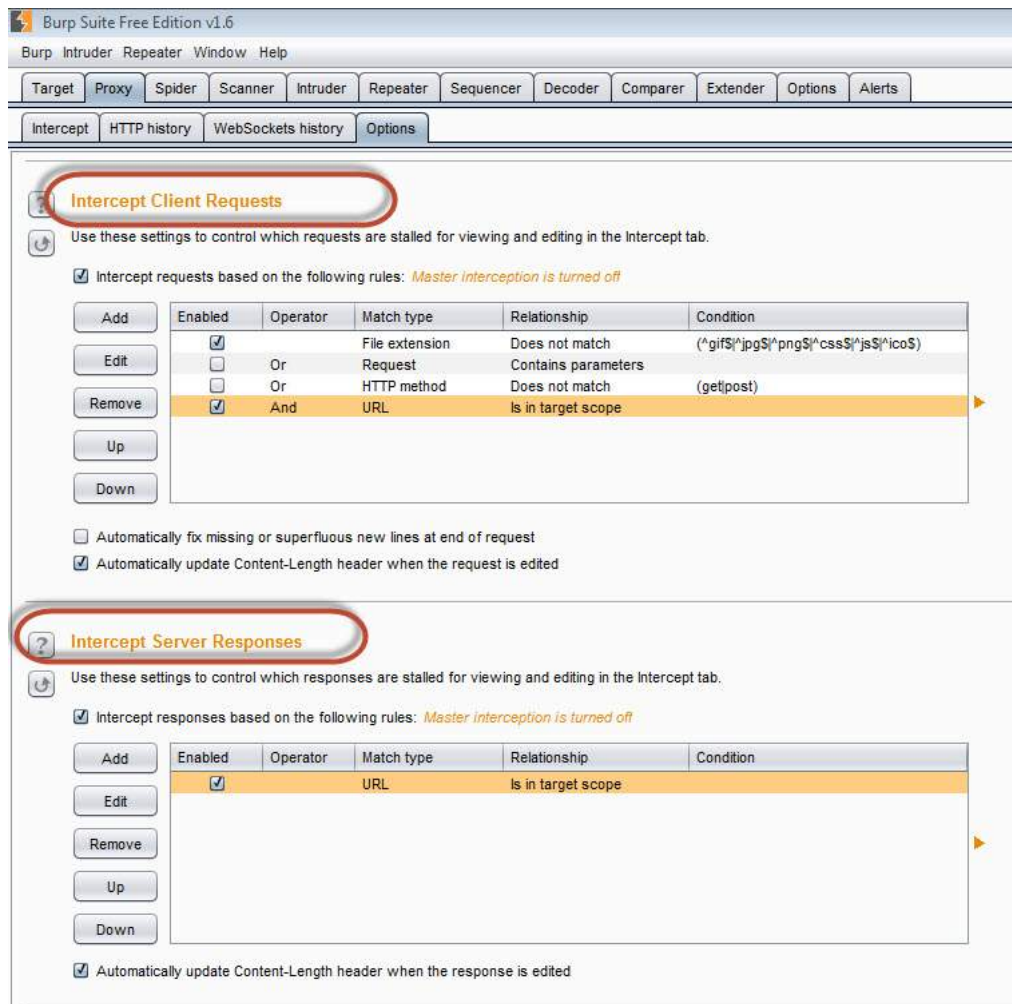 Burp Suite Free Edition v1.6
Burp Intruder Repeater Window Help
Target Proxy Spider Scanner Intruder Repeater Sequencer Decoder Comparer Extender Options Alerts
Intercept HTTP history WebSockets history Options
? Intercept Client Requests
Use these settings to control which requests are stalled for viewing and editing in the Intercept tab.
Intercept requests based on the following rules: Master interception is turned off
Add
Edit
Remove
Up
Down
Enabled Operator Match type Relationship Condition
File extension Does not match (^gif$|^jpg$|^png$|^css$|^js$|^ico$)
Or Request Contains parameters
Or HTTP method Does not match (get|post)
And URL Is in target scope
Automatically fix missing or superfluous new lines at end of request
Automatically update Content-Length header when the request is edited
? Intercept Server Responses
Use these settings to control which responses are stalled for viewing and editing in the Intercept tab.
Intercept responses based on the following rules: Master interception is turned off
Add
Edit
Remove
Up
Down
Enabled Operator Match type Relationship Condition
URL Is in target scope
Automatically update Content-Length header when the response is edited